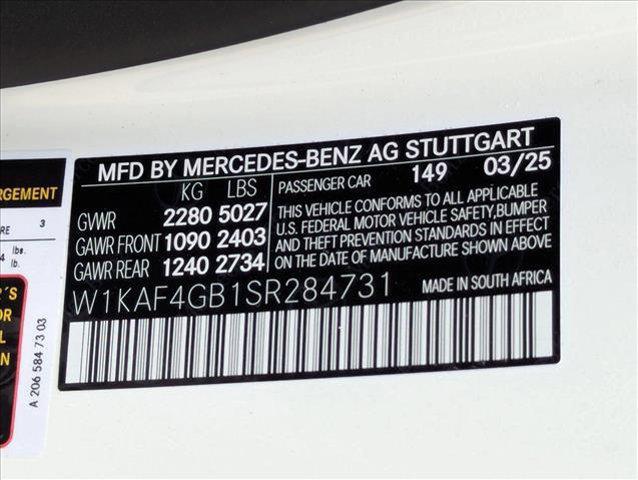 MFD BY MERCEDES-BENZ AG STUTTGART
KG LBS
GVWR 2280 5027
GAWR FRONT 1090 2403
GAWR REAR 1240 2734
PASSENGER CAR 149 03/25
THIS VEHICLE CONFORMS TO ALL APPLICABLE
U.S. FEDERAL MOTOR VEHICLE SAFETY,BUMPER
AND THEFT PREVENTION STANDARDS IN EFFECT
ON THE DATE OF MANUFACTURE SHOWN ABOVE
W1KAF4GB1SR284731 MADE IN SOUTH AFRICA
3
lbs.
lb.
A 206 584 73 03